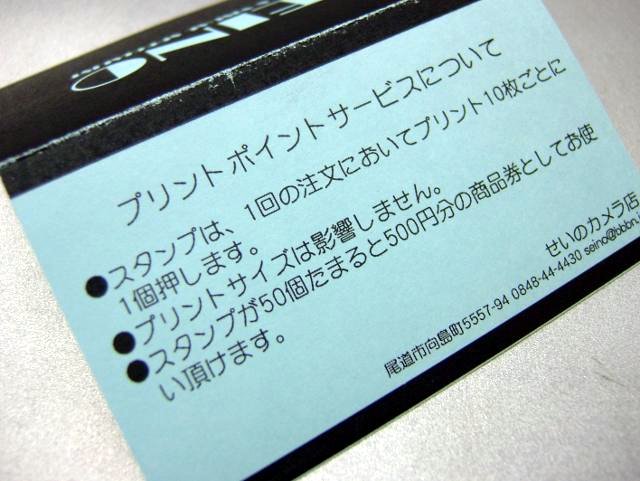 プリントポイントサービスについて
●スタンプは、1回の注文においてプリント10枚ごとに
1個押します。
●プリントサイズは影響しません。
●スタンプが50個たまると500円分の商品券としてお使
い頂けます。
せいのカメラ店
尾道市向島町5557-94 0848-44-4430 seino@bbbn.